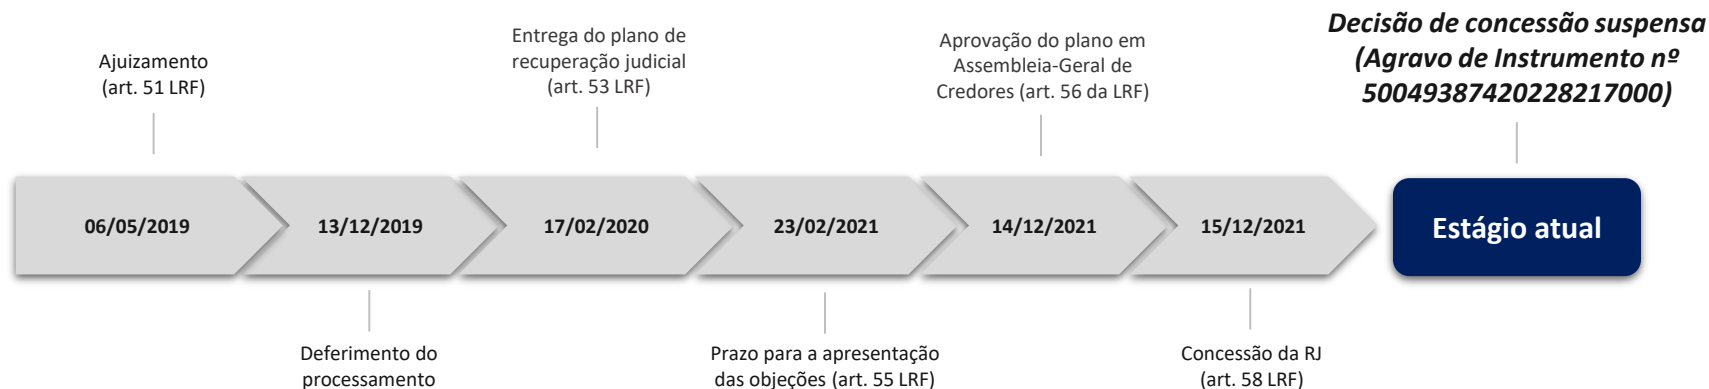 Ajuizamento
(art. 51 LRF)
Entrega do plano de
recuperação judicial
(art. 53 LRF)
Aprovação do plano em
Assembleia-Geral de
Credores (art. 56 da LRF)
Decisão de concessão suspensa
(Agravo de Instrumento nº
50049387420228217000)
06/05/2019
13/12/2019
17/02/2020
23/02/2021
14/12/2021
15/12/2021
Estágio atual
Deferimento do
processamento
Prazo para a apresentação
das objeções (art. 55 LRF)
Concessão da RJ
(art. 58 LRF)